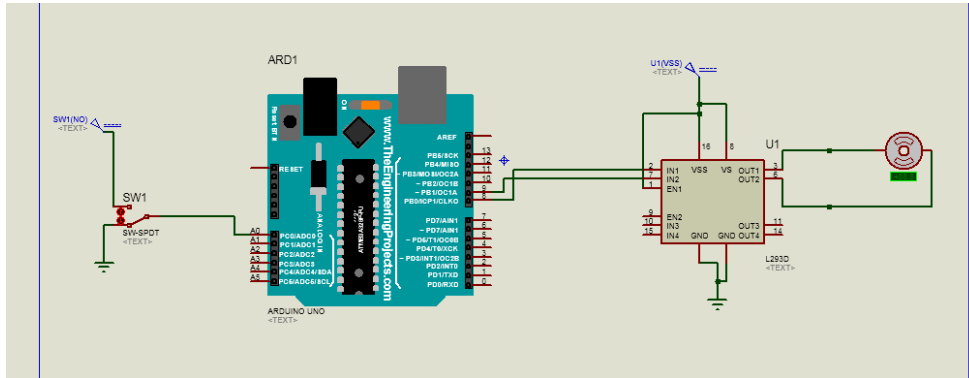 ARD1
SW1(NO)
<TEXT>
SW1
SW-SPDT
<TEXT>
Reset BTN
ON
www.TheEngineeringProjects.com
ANALOG IN
RESET
A0 PC0/ADC0
A1 PC1/ADC1
A2 PC2/ADC2
A3 PC3/ADC3
A4 PC4/ADC4/SDA
A5 PC5/ADC5/SCL
AREF
PB5/SCK 13
PB4/MISO 12
~PB3/MOSI/OC2A 11
~PB2/OC1B 10
~PB1/OC1A 9
PB0/ICP1/CLKO 8
PD7/AIN1 7
~PD7/AIN1 6
~PD6/T1/OC0B 5
PD4/T0/XCK 4
~PD3/INT1/OC2B 3
PD2/INT0 2
PD1/TXD 1
PD0/RXD 0
ARDUINO UNO
<TEXT>
U1(VSS)
<TEXT>
U1
16 8
VSS VS
2 IN1 OUT1 3
7 IN2 OUT2 6
1 EN1
9 EN2
10 IN3 OUT3 11
15 IN4 OUT4 14
GND GND
L293D
<TEXT>